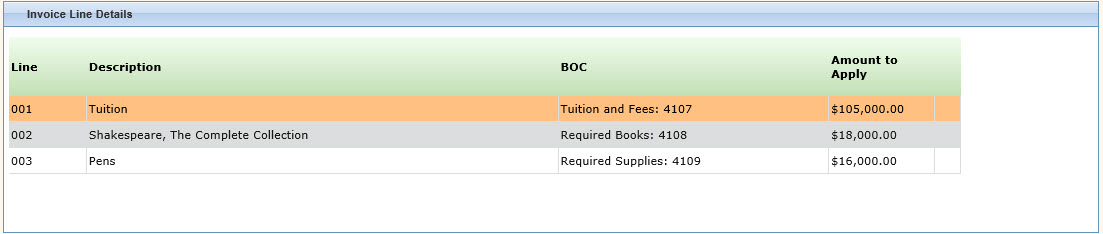 Invoice Line Details
Line Description BOC Amount to
Apply
001 Tuition Tuition and Fees: 4107 $105,000.00
002 Shakespeare, The Complete Collection Required Books: 4108 $18,000.00
003 Pens Required Supplies: 4109 $16,000.00